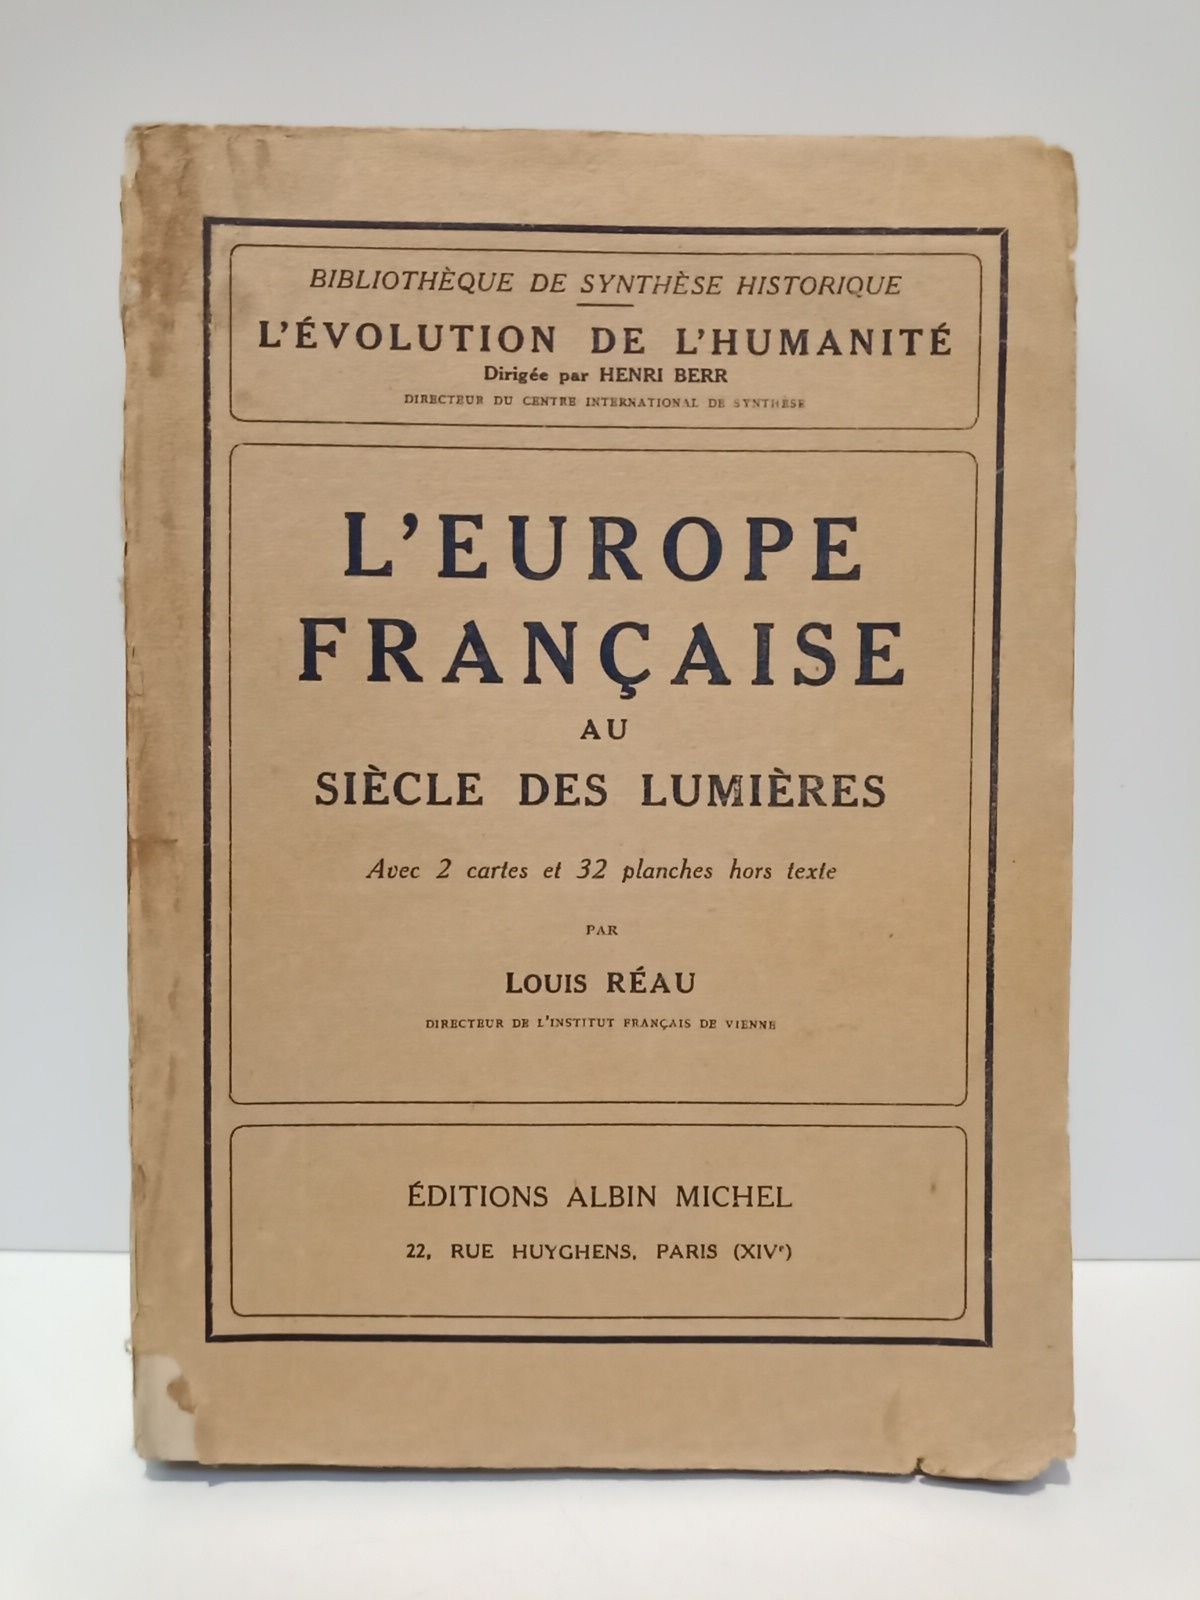 BIBLIOTHÈQUE DE SYNTHÈSE HISTORIQUE
L'ÉVOLUTION DE L'HUMANITÉ
Dirigée par HENRI BERR
DIRECTEUR DU CENTRE INTERNATIONAL DE SYNTHÈSE
L'EUROPE
FRANÇAISE
AU
SIÈCLE DES LUMIÈRES
Avec 2 cartes et 32 planches hors texte
PAR
LOUIS RÉAU
DIRECTEUR DE L'INSTITUT FRANÇAIS DE VIENNE
ÉDITIONS ALBIN MICHEL
22, RUE HUYGHENS, PARIS (XIVe)